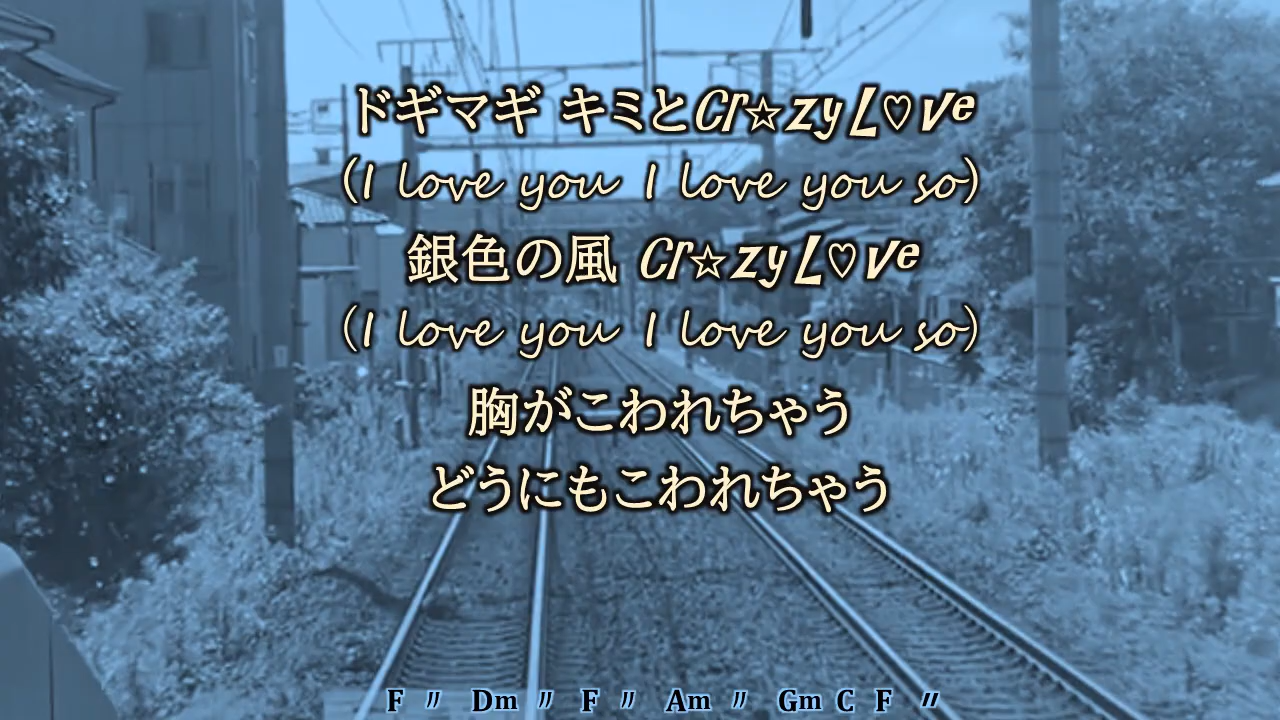 ドギマギ キミとCr☆zy L♡ve
(I love you I love you so)
銀色の風 Cr☆zy L♡ve
(I love you I love you so)
胸がこわれちゃう
どうにもこわれちゃう
F 〃 Dm 〃 F 〃 Am 〃 Gm C F 〃